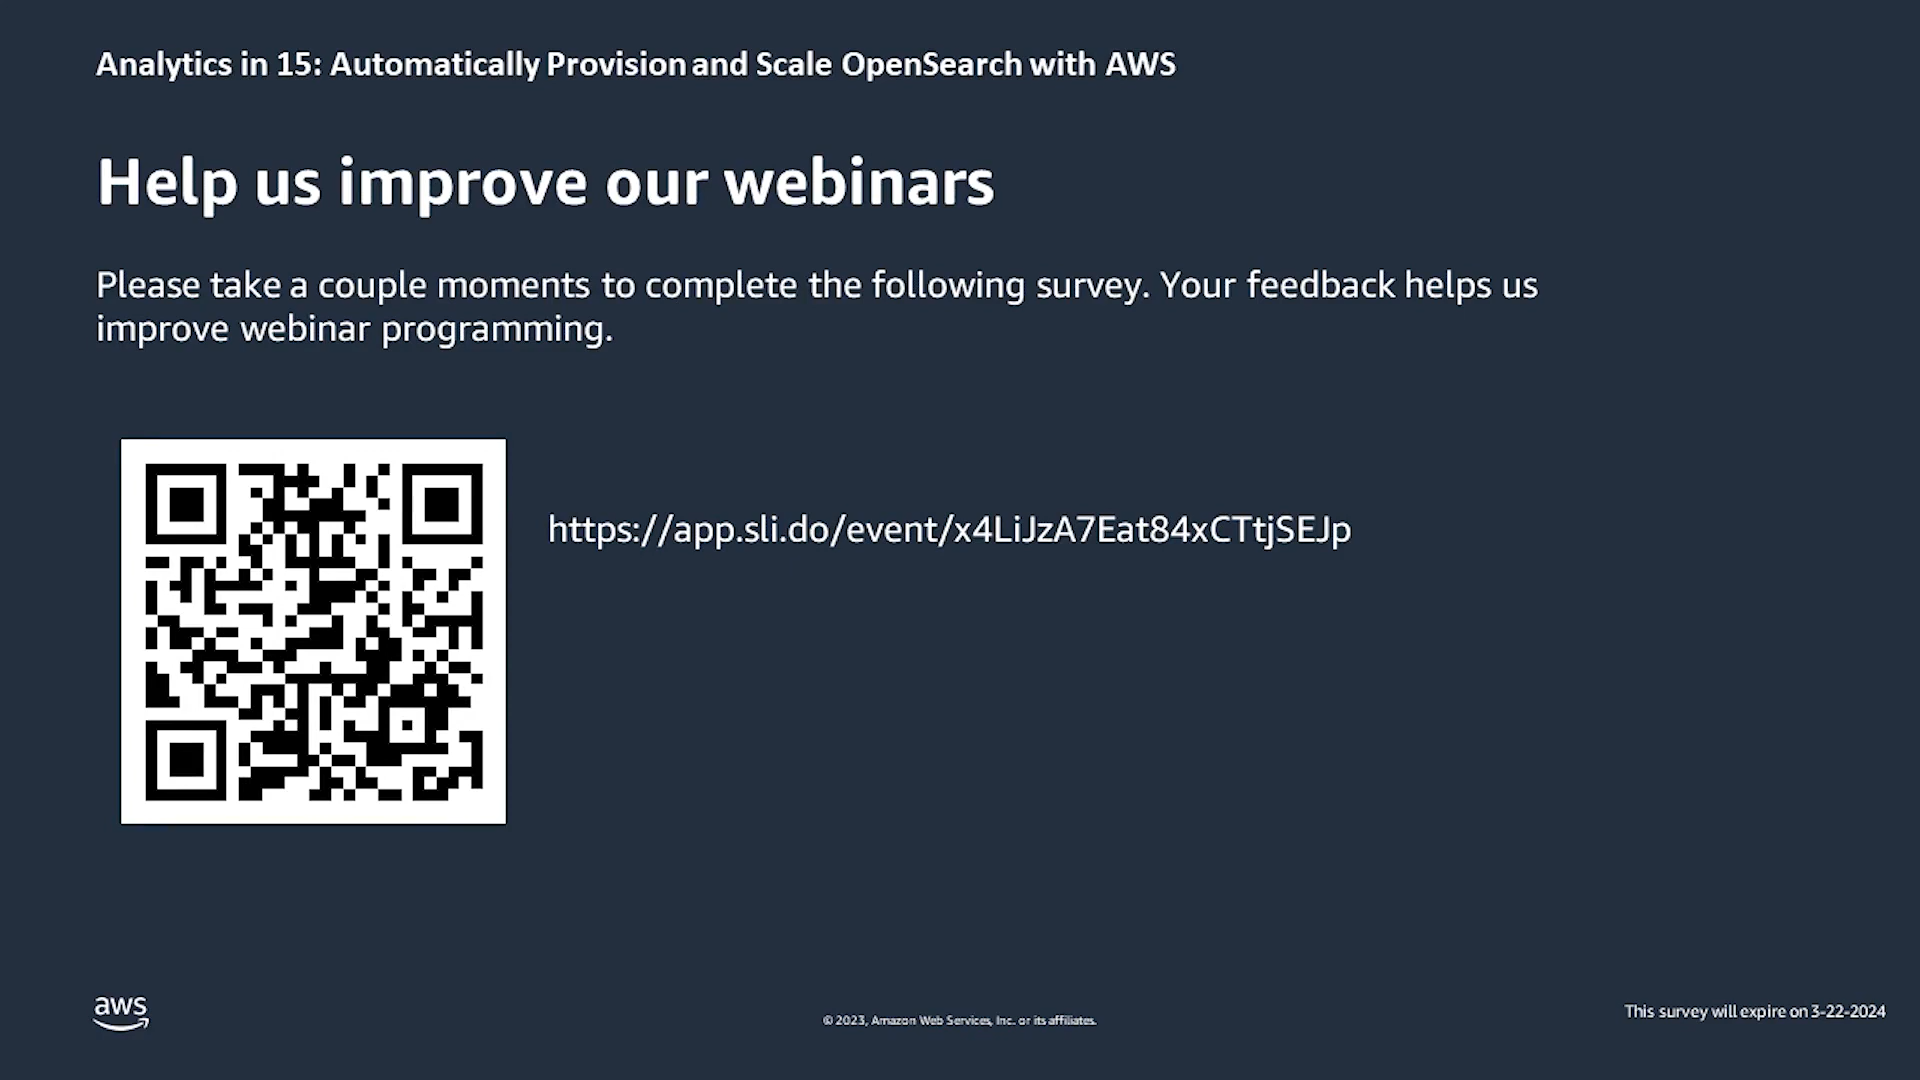 Analytics in 15: Automatically Provision and Scale OpenSearch with AWS
Help us improve our webinars
Please take a couple moments to complete the following survey. Your feedback helps us
improve webinar programming.
https://app.sli.do/event/x4LiJzA7Eat84xCTtjSEJp
aws
© 2023, Amazon Web Services, Inc. or its affiliates.
This survey will expire on 3-22-2024